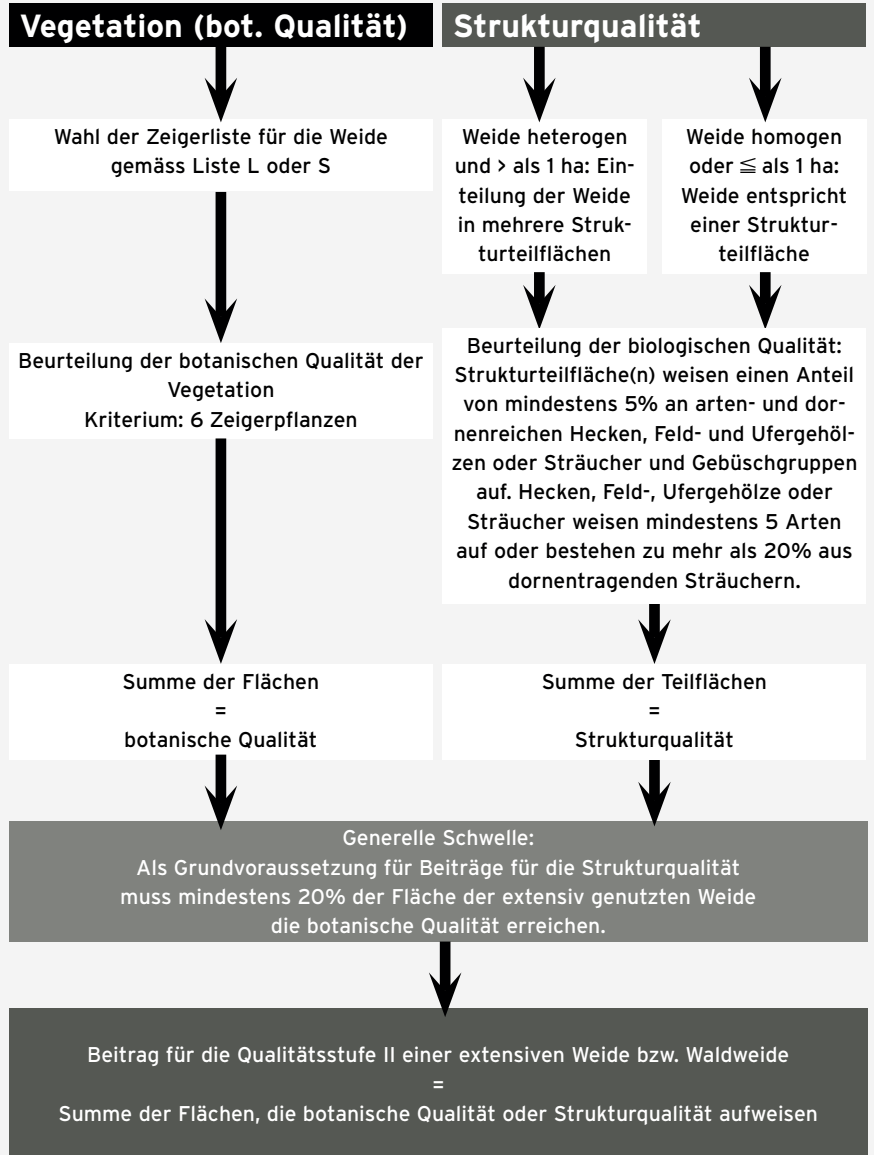 Vegetation (bot. Qualität)
Strukturqualität
Wahl der Zeigerliste für die Weide
gemäss Liste L oder S
Weide heterogen
und > als 1 ha: Ein-
teilung der Weide
in mehrere Struk-
turteilflächen
Weide homogen
oder ≦ als 1 ha:
Weide entspricht
einer Struktur-
teilfläche
Beurteilung der botanischen Qualität der
Vegetation
Kriterium: 6 Zeigerpflanzen
Beurteilung der biologischen Qualität:
Strukturteilfläche(n) weisen einen Anteil
von mindestens 5% an arten- und dor-
nenreichen Hecken, Feld- und Ufergehöl-
zen oder Sträucher und Gebüschgruppen
auf. Hecken, Feld-, Ufergehölze oder
Sträucher weisen mindestens 5 Arten
auf oder bestehen zu mehr als 20% aus
dornentragenden Sträuchern.
Summe der Flächen
=
botanische Qualität
Summe der Teilflächen
=
Strukturqualität
Generelle Schwelle:
Als Grundvoraussetzung für Beiträge für die Strukturqualität
muss mindestens 20% der Fläche der extensiv genutzten Weide
die botanische Qualität erreichen.
Beitrag für die Qualitätsstufe II einer extensiven Weide bzw. Waldweide
=
Summe der Flächen, die botanische Qualität oder Strukturqualität aufweisen